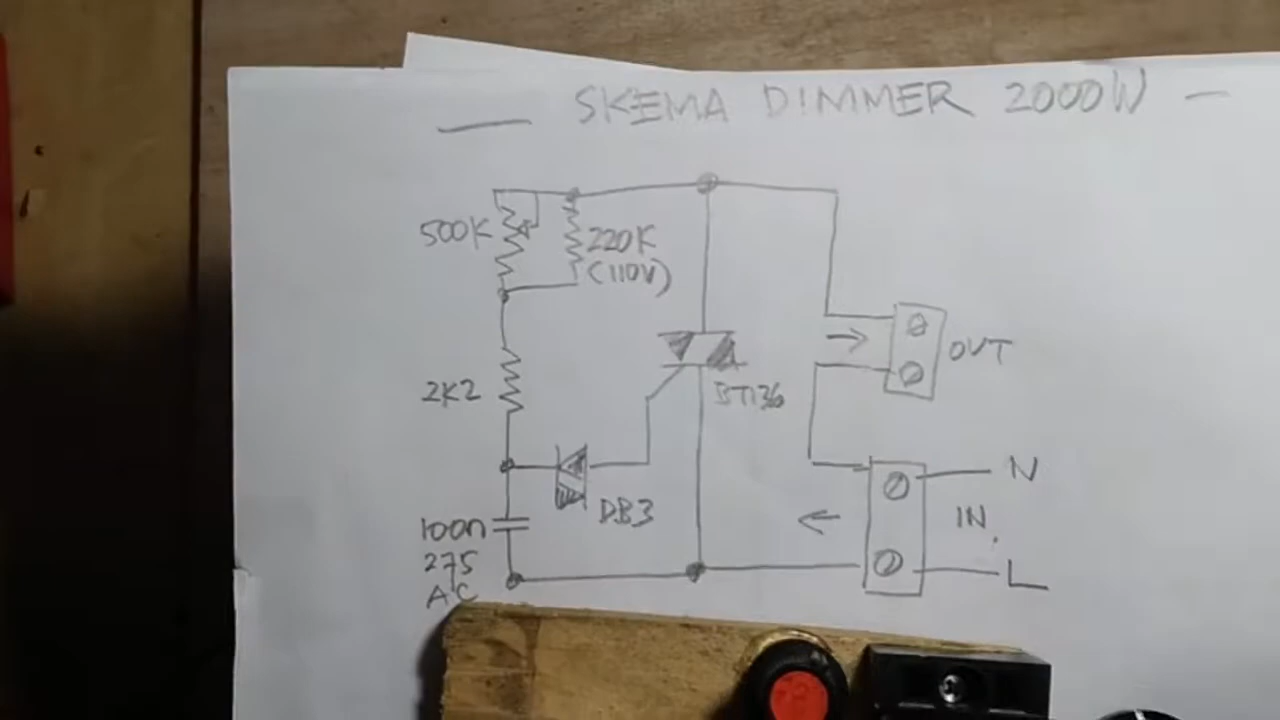 SKEMA DIMMER 2000W
500K
220K
(110V)
2K2
BT136
OUT
DB3
100n
275
AC
N
IN
L